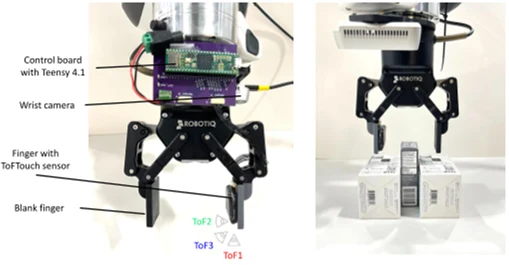 Control board
with Teensy 4.1
Wrist camera
ROBOTIQ
Finger with
ToFTouch sensor
Blank finger
ToF2
ToF3
ToF1
ROBOTIQ